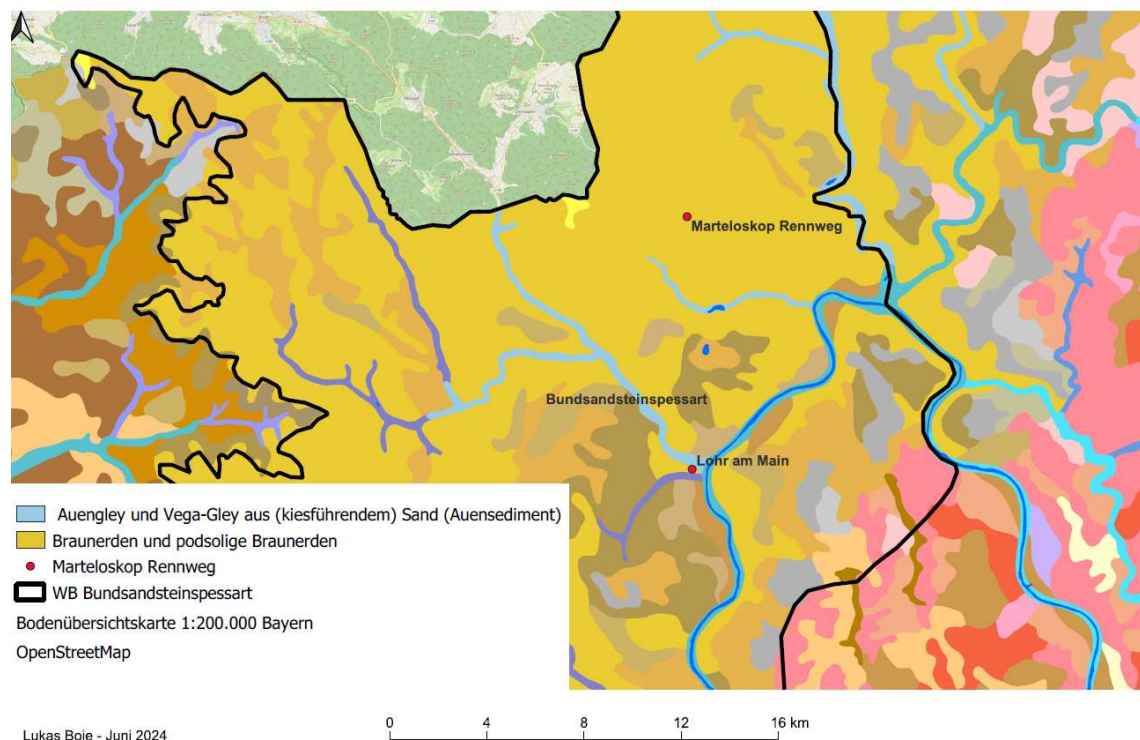 Marteloskop Rennweg
Bundsandsteinspessart
Lohr am Main
Auengley und Vega-Gley aus (kiesführendem) Sand (Auensediment)
Braunerden und podsolige Braunerden
Marteloskop Rennweg
WB Bundsandsteinspessart
Bodenübersichtskarte 1:200.000 Bayern
OpenStreetMap
Lukas Boie - Juni 2024
0 4 8 12 16 km